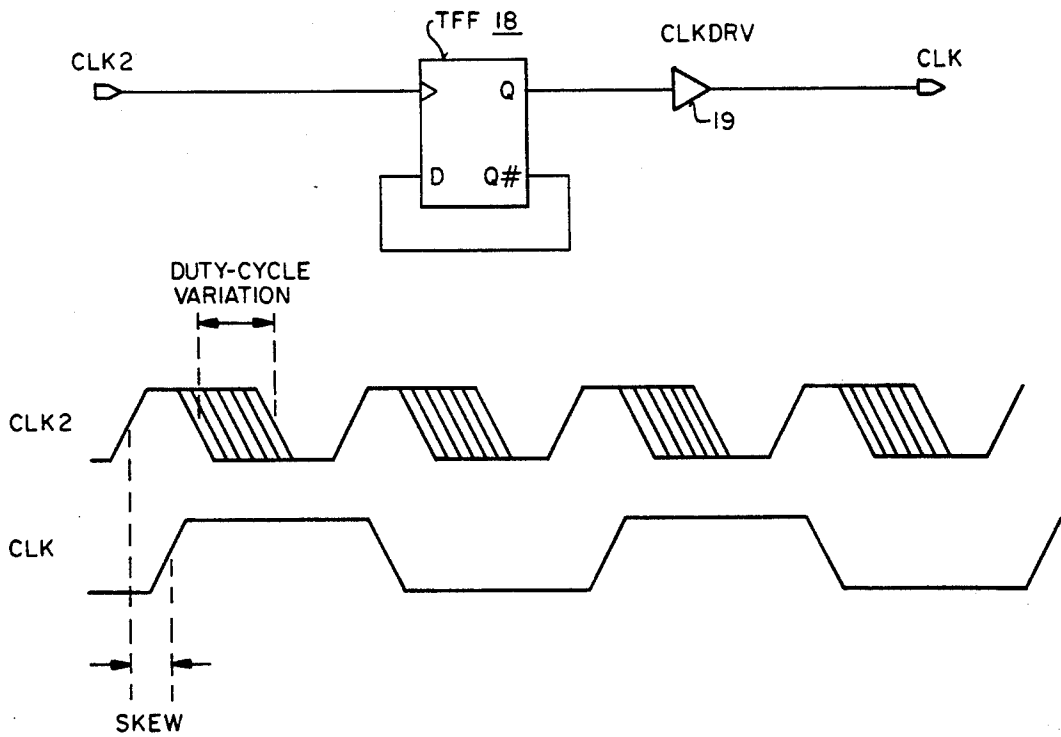 TFF 18
CLKDRV
CLK2
CLK
Q
19
D
Q#
DUTY-CYCLE
VARIATION
CLK2
CLK
SKEW